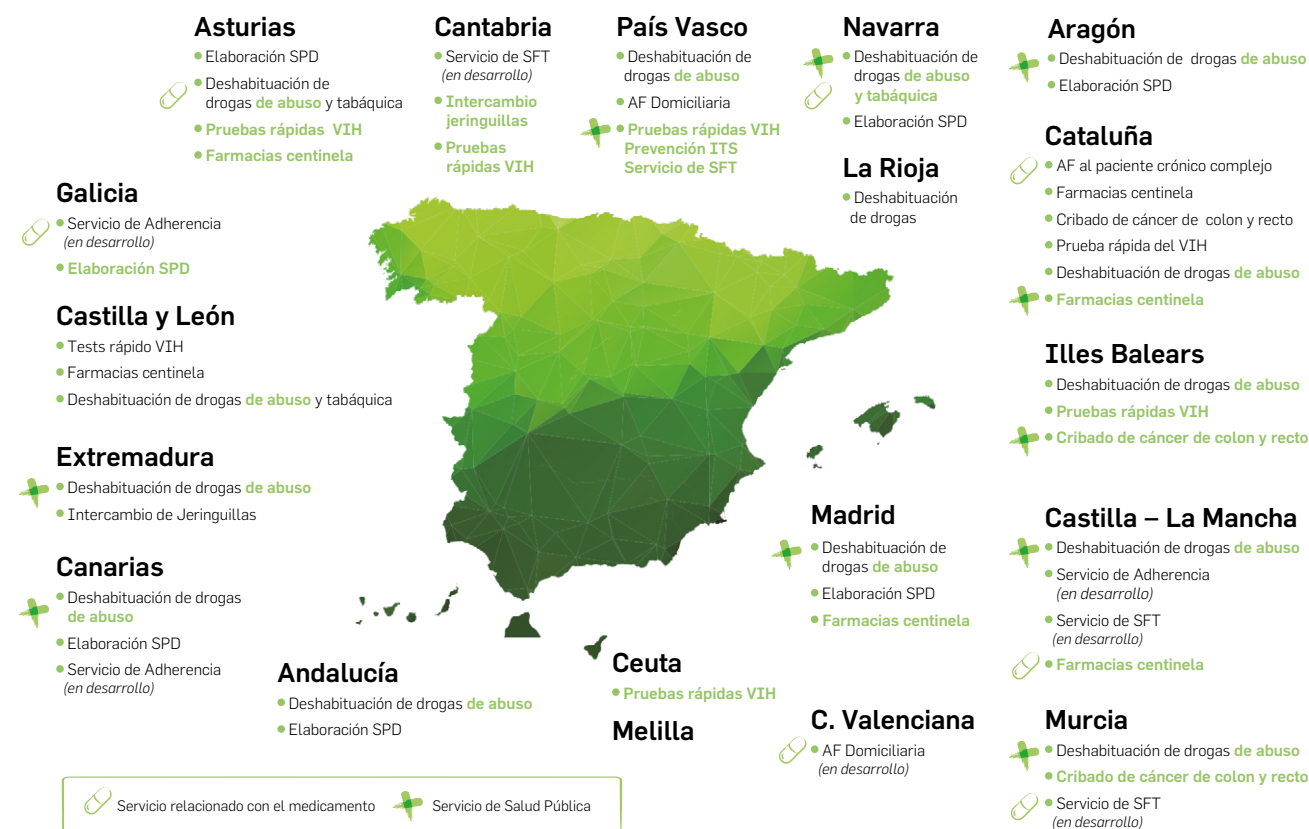 Asturias
Elaboración SPD
Deshabituación de
drogas de abuso y tabáquica
Pruebas rápidas VIH
Farmacias centinela
Cantabria
Servicio de SFT
(en desarrollo)
Intercambio
jeringuillas
Pruebas
rápidas VIH
País Vasco
Deshabituación de
drogas de abuso
AF Domiciliaria
Pruebas rápidas VIH
Prevención ITS
Servicio de SFT
Navarra
Deshabituación de
drogas de abuso
y tabáquica
Elaboración SPD
La Rioja
Deshabituación
de drogas
Aragón
Deshabituación de drogas de abuso
Elaboración SPD
Cataluña
AF al paciente crónico complejo
Farmacias centinela
Cribado de cáncer de colon y recto
Prueba rápida del VIH
Deshabituación de drogas de abuso
Farmacias centinela
Galicia
Servicio de Adherencia
(en desarrollo)
Elaboración SPD
Castilla y León
Tests rápido VIH
Farmacias centinela
Deshabituación de drogas de abuso y tabáquica
Illes Balears
Deshabituación de drogas de abuso
Pruebas rápidas VIH
Cribado de cáncer de colon y recto
Extremadura
Deshabituación de drogas de abuso
Intercambio de Jeringuillas
Canarias
Deshabituación de drogas
de abuso
Elaboración SPD
Servicio de Adherencia
(en desarrollo)
Madrid
Deshabituación de
drogas de abuso
Elaboración SPD
Farmacias centinela
Castilla – La Mancha
Deshabituación de drogas de abuso
Servicio de Adherencia
(en desarrollo)
Servicio de SFT
(en desarrollo)
Farmacias centinela
Andalucía
Deshabituación de drogas de abuso
Elaboración SPD
Ceuta
Pruebas rápidas VIH
Melilla
C. Valenciana
AF Domiciliaria
(en desarrollo)
Murcia
Deshabituación de drogas de abuso
Cribado de cáncer de colon y recto
Servicio de SFT
(en desarrollo)
Servicio relacionado con el medicamento
Servicio de Salud Pública